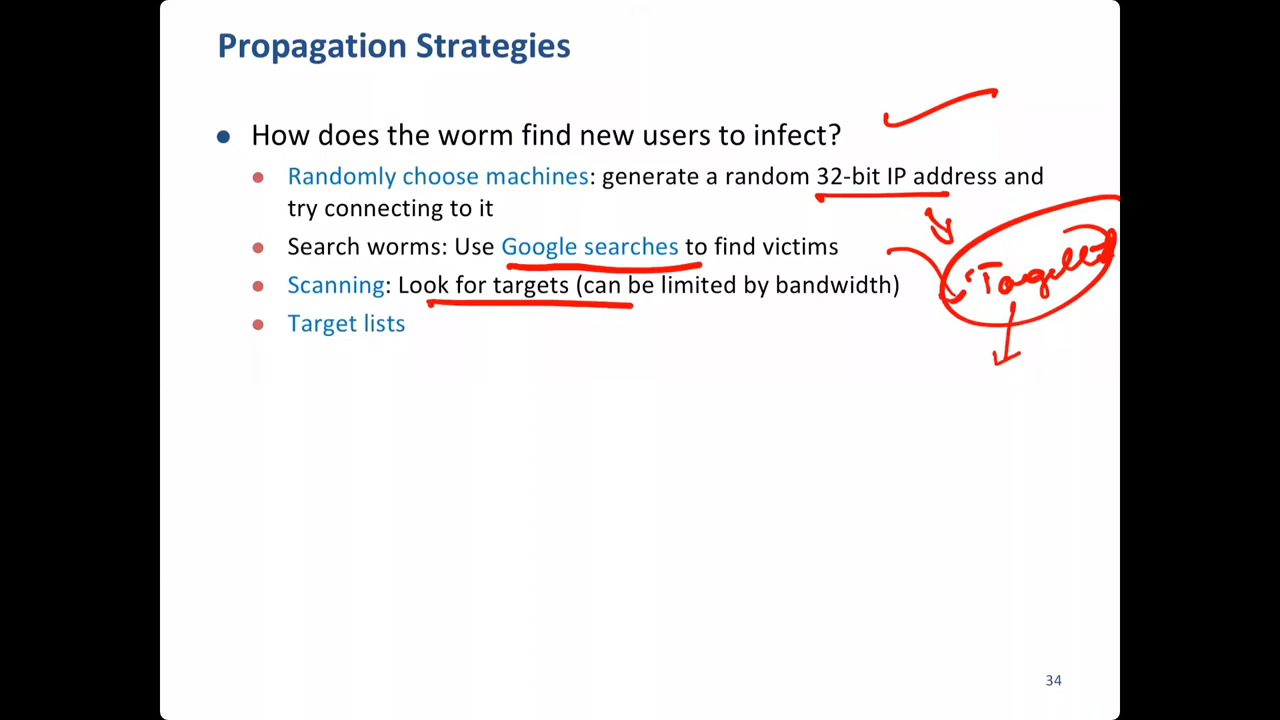 Propagation Strategies
How does the worm find new users to infect?
Randomly choose machines: generate a random 32-bit IP address and
try connecting to it
Search worms: Use Google searches to find victims
Scanning: Look for targets (can be limited by bandwidth)
Target lists
34